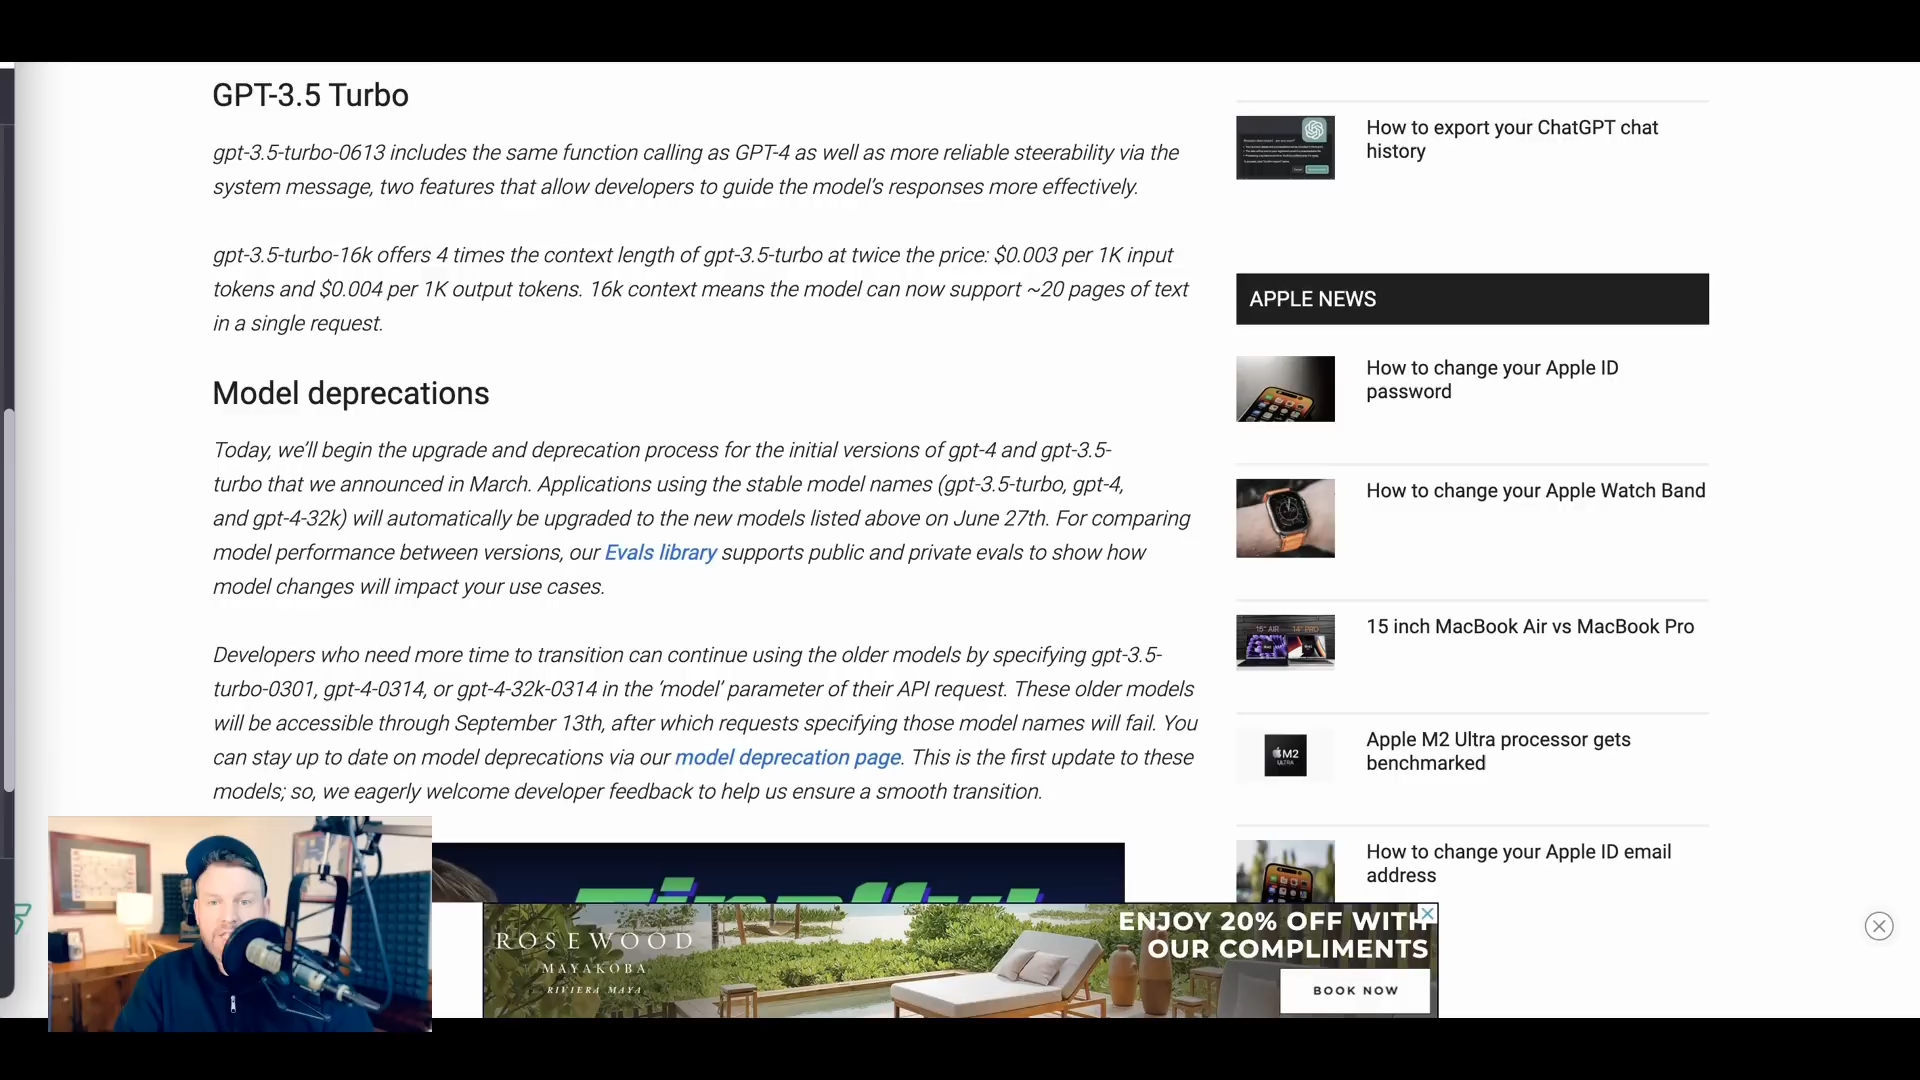 GPT-3.5 Turbo
gpt-3.5-turbo-0613 includes the same function calling as GPT-4 as well as more reliable steerability via the
system message, two features that allow developers to guide the model’s responses more effectively.
gpt-3.5-turbo-16k offers 4 times the context length of gpt-3.5-turbo at twice the price: $0.003 per 1K input
tokens and $0.004 per 1K output tokens. 16k context means the model can now support ~20 pages of text
in a single request.
Model deprecations
Today, we’ll begin the upgrade and deprecation process for the initial versions of gpt-4 and gpt-3.5-
turbo that we announced in March. Applications using the stable model names (gpt-3.5-turbo, gpt-4,
and gpt-4-32k) will automatically be upgraded to the new models listed above on June 27th. For comparing
model performance between versions, our Evals library supports public and private evals to show how
model changes will impact your use cases.
Developers who need more time to transition can continue using the older models by specifying gpt-3.5-
turbo-0301, gpt-4-0314, or gpt-4-32k-0314 in the ‘model’ parameter of their API request. These older models
will be accessible through September 13th, after which requests specifying those model names will fail. You
can stay up to date on model deprecations via our model deprecation page. This is the first update to these
models; so, we eagerly welcome developer feedback to help us ensure a smooth transition.
How to export your ChatGPT chat
history
APPLE NEWS
How to change your Apple ID
password
How to change your Apple Watch Band
15" AIR 14" PRO
15 inch MacBook Air vs MacBook Pro
M2
ULTRA
Apple M2 Ultra processor gets
benchmarked
How to change your Apple ID email
address
ROSEWOOD
MAYAKOBA
RIVIERA MAYA
ENJOY 20% OFF WITH
OUR COMPLIMENTS
BOOK NOW